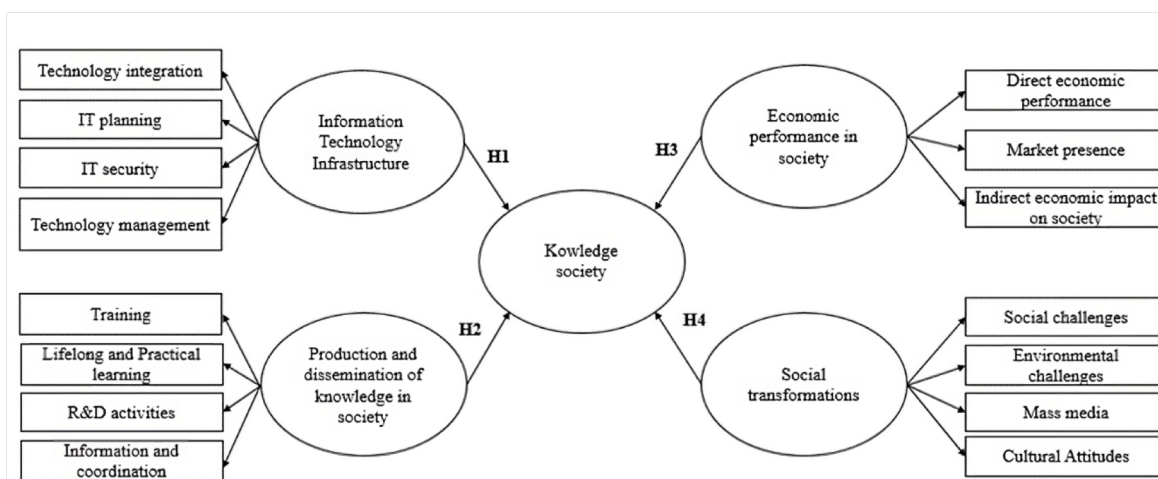 Technology integration
IT planning
IT security
Technology management
Information
Technology
Infrastructure
H1
Training
Lifelong and Practical
learning
R&D activities
Information and
coordination
Production and
dissemination of
knowledge in
society
H2
Kowledge
society
H3
Economic
performance in
society
Direct economic
performance
Market presence
Indirect economic impact
on society
H4
Social
transformations
Social challenges
Environmental
challenges
Mass media
Cultural Attitudes